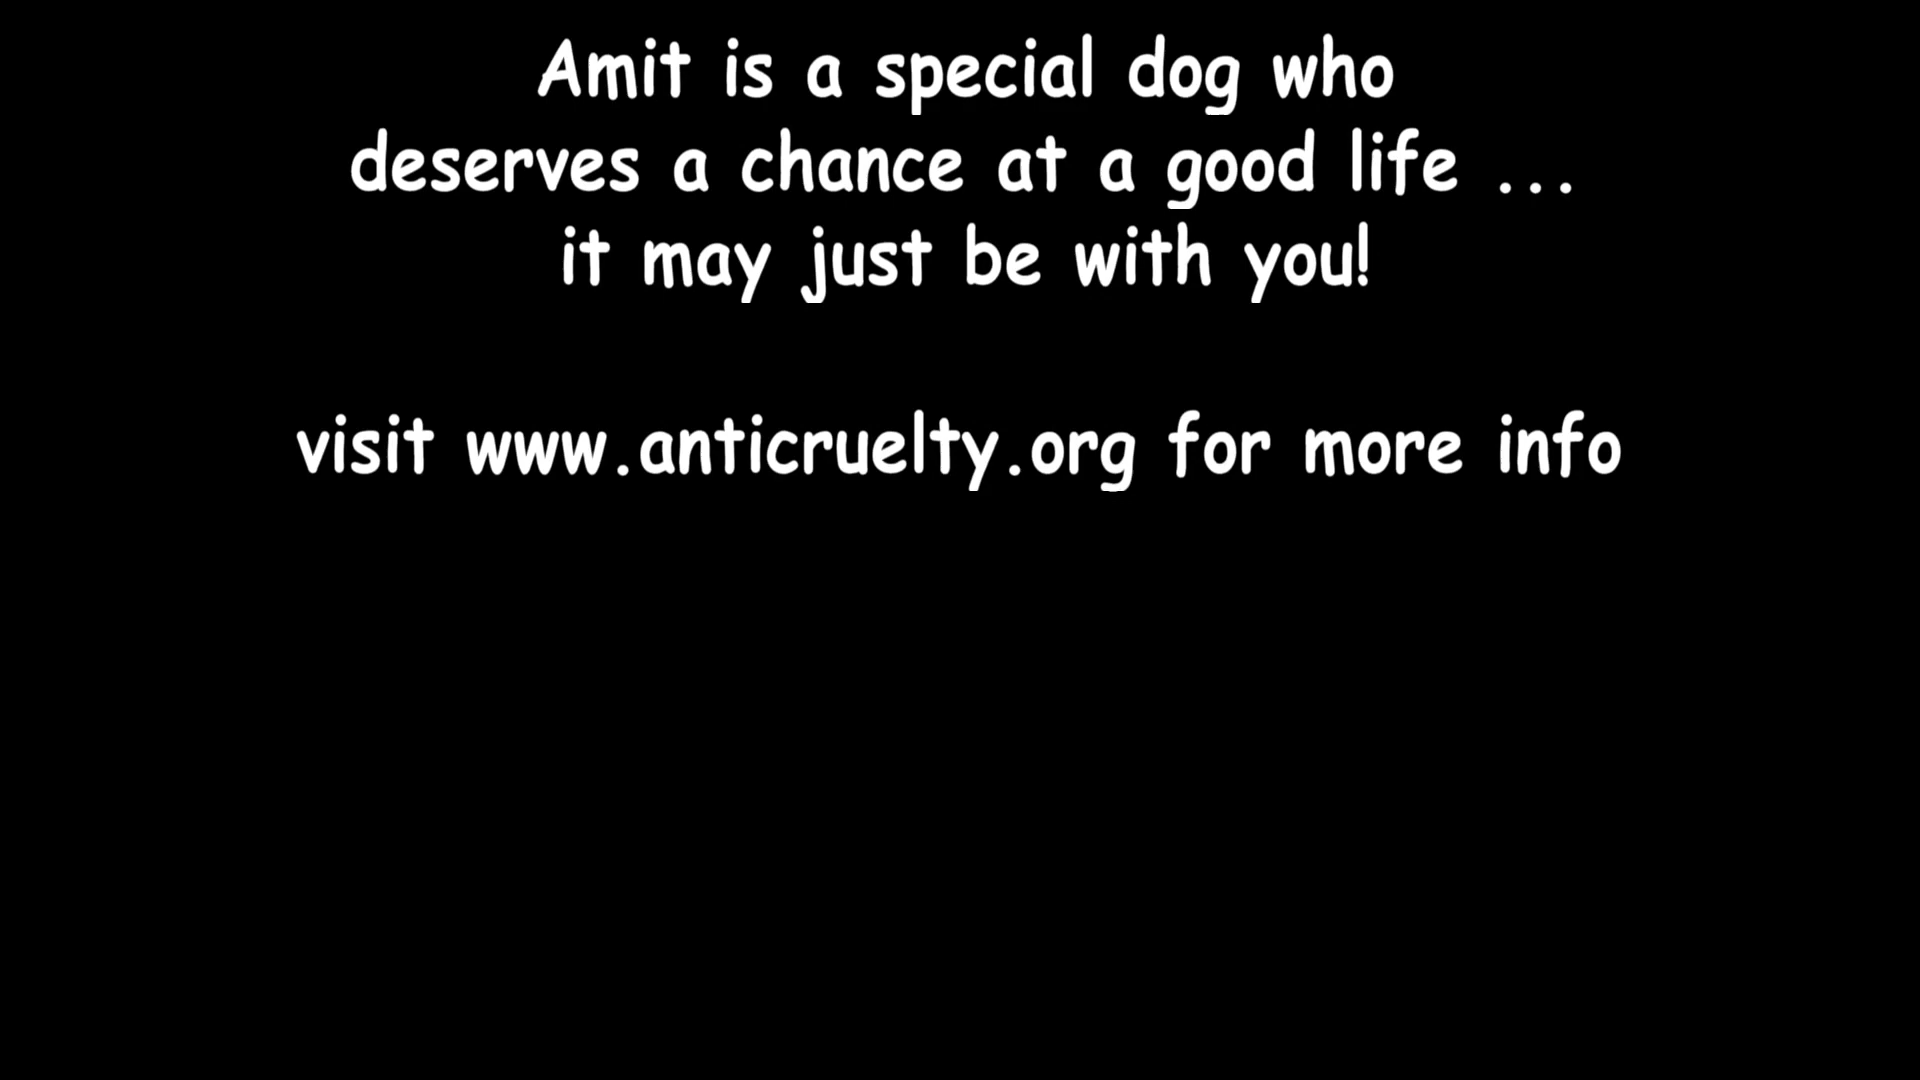 Amit is a special dog who
deserves a chance at a good life ...
it may just be with you!
visit www.anticruelty.org for more info